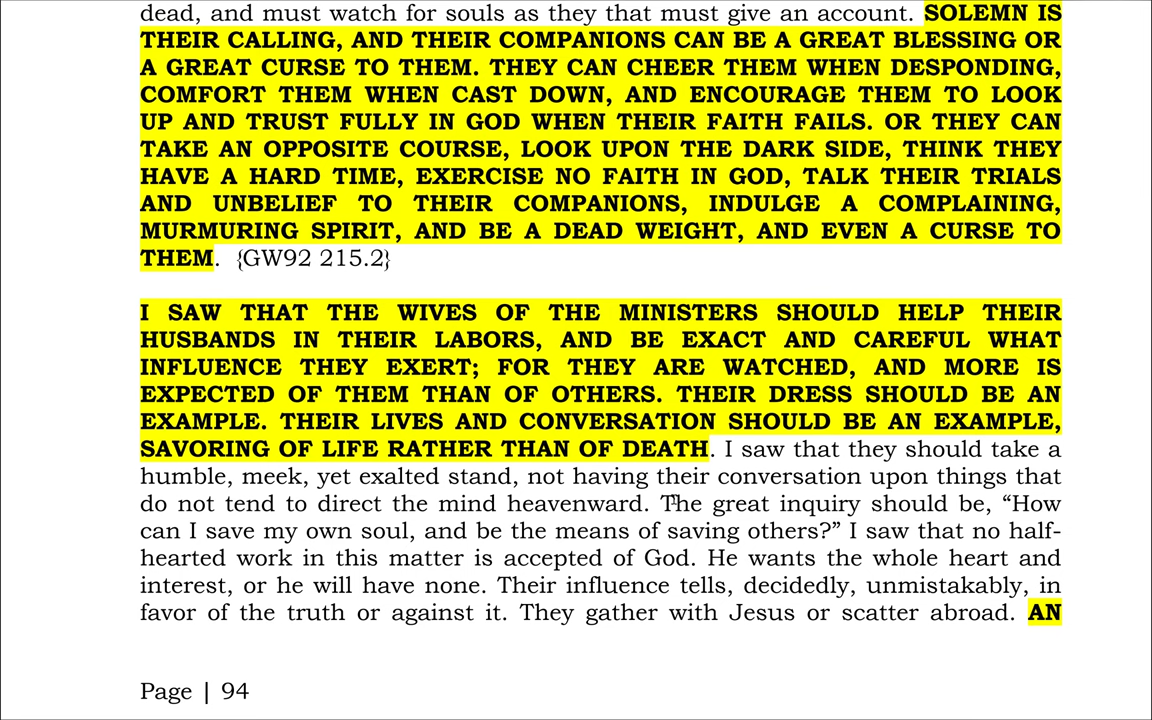 dead, and must watch for souls as they that must give an account. SOLEMN IS
THEIR CALLING, AND THEIR COMPANIONS CAN BE A GREAT BLESSING OR
A GREAT CURSE TO THEM. THEY CAN CHEER THEM WHEN DESPONDING,
COMFORT THEM WHEN CAST DOWN, AND ENCOURAGE THEM TO LOOK
UP AND TRUST FULLY IN GOD WHEN THEIR FAITH FAILS. OR THEY CAN
TAKE AN OPPOSITE COURSE, LOOK UPON THE DARK SIDE, THINK THEY
HAVE A HARD TIME, EXERCISE NO FAITH IN GOD, TALK THEIR TRIALS
AND UNBELIEF TO THEIR COMPANIONS, INDULGE A COMPLAINING,
MURMURING SPIRIT, AND BE A DEAD WEIGHT, AND EVEN A CURSE TO
THEM. {GW92 215.2}
I SAW THAT THE WIVES OF THE MINISTERS SHOULD HELP THEIR
HUSBANDS IN THEIR LABORS, AND BE EXACT AND CAREFUL WHAT
INFLUENCE THEY EXERT; FOR THEY ARE WATCHED, AND MORE IS
EXPECTED OF THEM THAN OF OTHERS. THEIR DRESS SHOULD BE AN
EXAMPLE. THEIR LIVES AND CONVERSATION SHOULD BE AN EXAMPLE,
SAVORING OF LIFE RATHER THAN OF DEATH. I saw that they should take a
humble, meek, yet exalted stand, not having their conversation upon things that
do not tend to direct the mind heavenward. The great inquiry should be, “How
can I save my own soul, and be the means of saving others?” I saw that no half-
hearted work in this matter is accepted of God. He wants the whole heart and
interest, or he will have none. Their influence tells, decidedly, unmistakably, in
favor of the truth or against it. They gather with Jesus or scatter abroad. AN
Page | 94